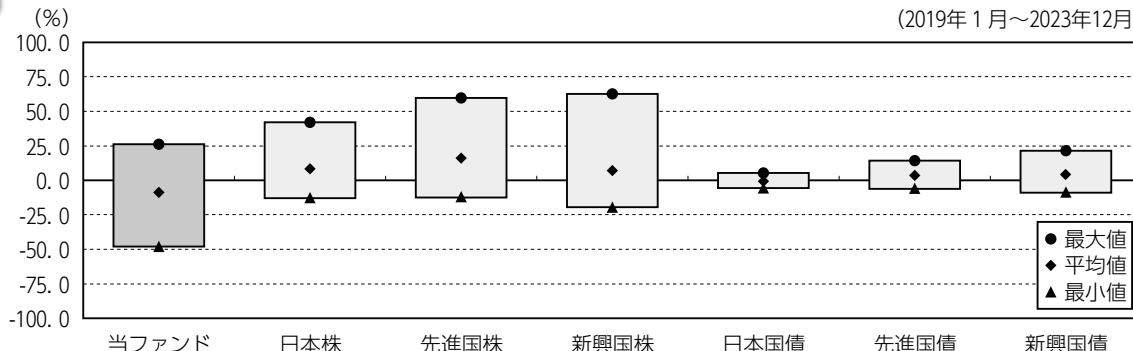 (%)
(2019年1月～2023年12月
100.0
75.0
50.0
25.0
0.0
-25.0
-50.0
-75.0
-100.0
● 最大値
◆ 平均値
▲ 最小値
当ファンド 日本株 先進国株 新興国株 日本国債 先進国債 新興国債